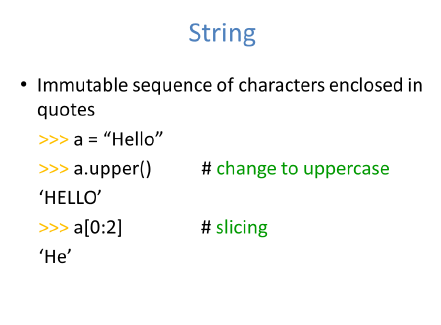 String
• Immutable sequence of characters enclosed in
quotes
>>> a = “Hello”
>>> a.upper() # change to uppercase
‘HELLO’
>>> a[0:2] # slicing
‘He’